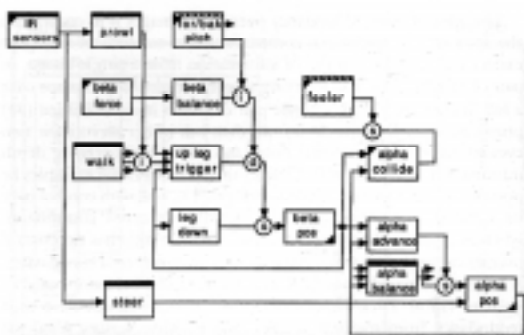 IR
sensors
prowl
for/bak
pitch
beta
force
beta
balance
i
feeler
s
walk
i
up leg
trigger
d
alpha
collide
leg
down
s
beta
pos
alpha
advance
alpha
balance
s
alpha
pos
steer